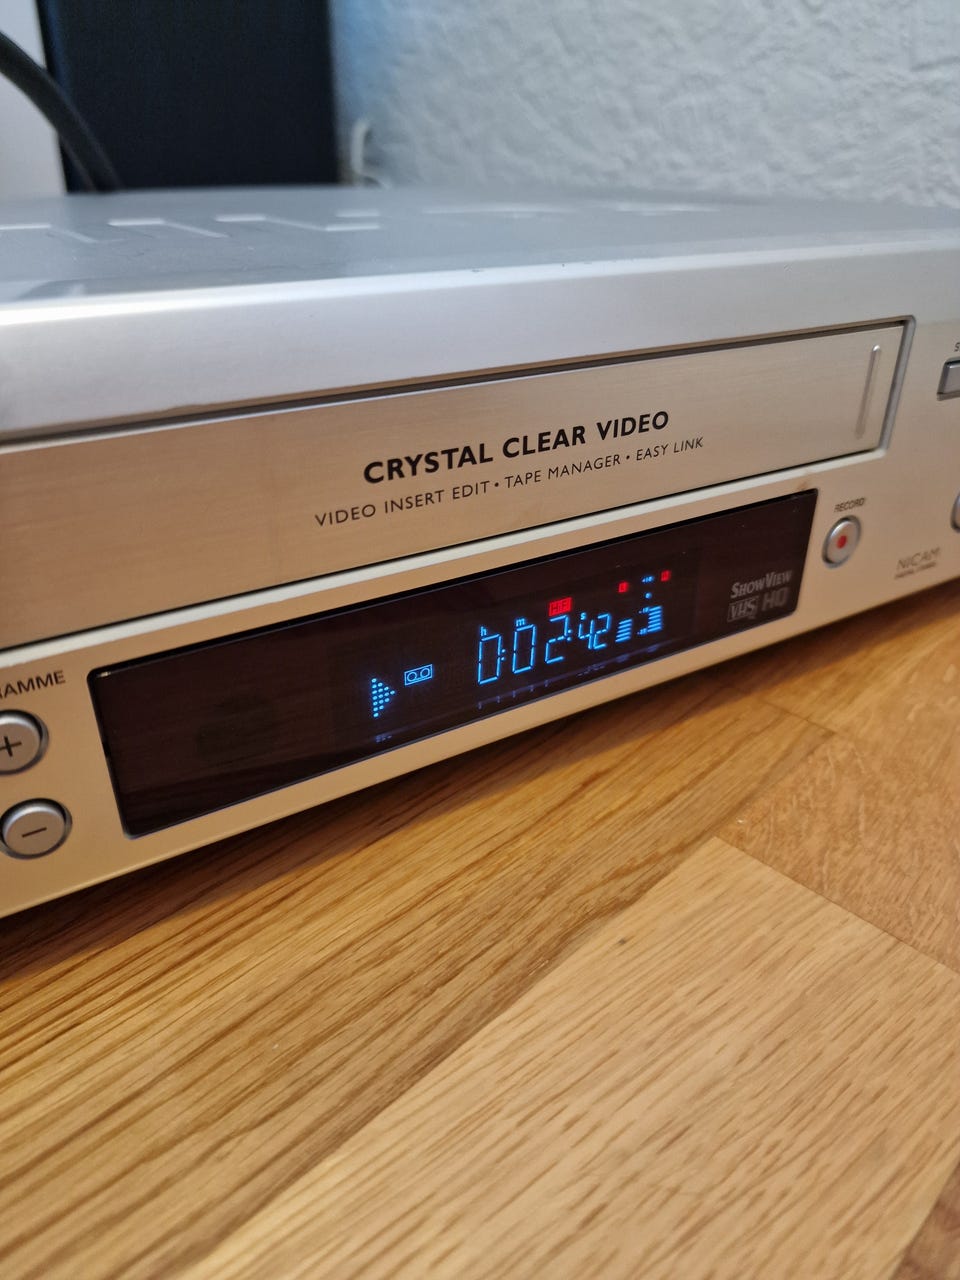 CRYSTAL CLEAR VIDEO
VIDEO INSERT EDIT • TAPE MANAGER • EASY LINK
RECORD
NICAM
SHOWVIEW
VHS HQ
HIFI
h m s
0:02:42
AMME
+
−